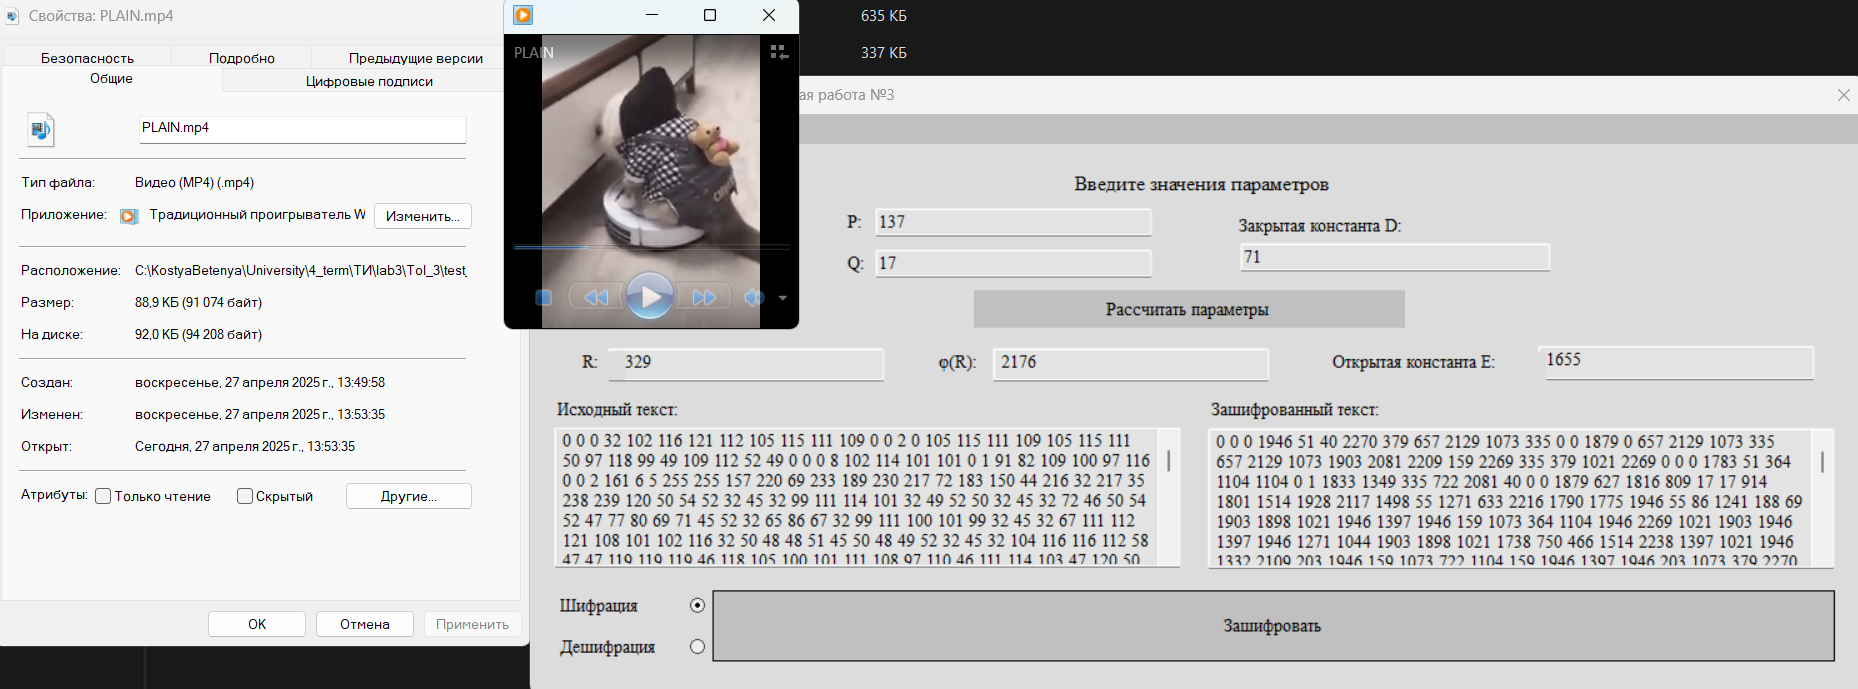 Свойства: PLAIN.mp4
Безопасность Подробно Предыдущие версии
Общие Цифровые подписи
PLAIN.mp4
Тип файла: Видео (MP4) (.mp4)
Приложение: Традиционный проигрыватель W Изменить...
Расположение: C:\KostyaBetenya\University\4_term\ТИ\lab3\Tol_3\test_
Размер: 88,9 КБ (91 074 байт)
На диске: 92,0 КБ (94 208 байт)
Создан: воскресенье, 27 апреля 2025 г., 13:49:58
Изменен: воскресенье, 27 апреля 2025 г., 13:53:35
Открыт: Сегодня, 27 апреля 2025 г., 13:53:35
Атрибуты: Только чтение Скрытый Другие...
ОК Отмена Применить
PLAIN
635 КБ
337 КБ
ая работа №3
Введите значения параметров
P: 137
Q: 17
Закрытая константа D:
71
Рассчитать параметры
R: 329 φ(R): 2176 Открытая константа E: 1655
Исходный текст:
0 0 0 32 102 116 121 112 105 115 111 109 0 0 2 0 105 115 111 109 105 115 111
50 97 118 99 49 109 112 52 49 0 0 0 8 102 114 101 101 0 1 91 82 109 100 97 116
0 0 2 161 6 5 255 255 157 220 69 233 189 230 217 72 183 150 44 216 32 217 35
238 239 120 50 54 52 32 45 32 99 111 114 101 32 49 52 50 32 45 32 72 46 50 54
52 47 77 80 69 71 45 52 32 65 86 67 32 99 111 100 101 99 32 45 32 67 111 112
121 108 101 102 116 32 50 48 48 51 45 50 48 49 52 32 45 32 104 116 116 112 58
47 47 119 119 119 46 118 105 100 101 111 108 97 110 46 111 114 103 47 120 50
Зашифрованный текст:
0 0 0 1946 51 40 2270 379 657 2129 1073 335 0 0 1879 0 657 2129 1073 335
657 2129 1073 1903 2081 2209 159 2269 335 379 1021 2269 0 0 0 1783 51 364
1104 1104 0 1 1833 1349 335 722 2081 40 0 0 1879 627 1816 809 17 17 914
1801 1514 1928 2117 1498 55 1271 633 2216 1790 1775 1946 55 86 1241 188 69
1903 1898 1021 1946 1397 1946 159 1073 364 1104 1946 2269 1021 1903 1946
1397 1946 1271 1044 1903 1898 1021 1738 750 466 1514 2238 1397 1021 1946
1332 2109 203 1946 159 1073 722 1104 159 1946 1397 1946 203 1073 379 2270
Шифрация
Дешифрация
Зашифровать